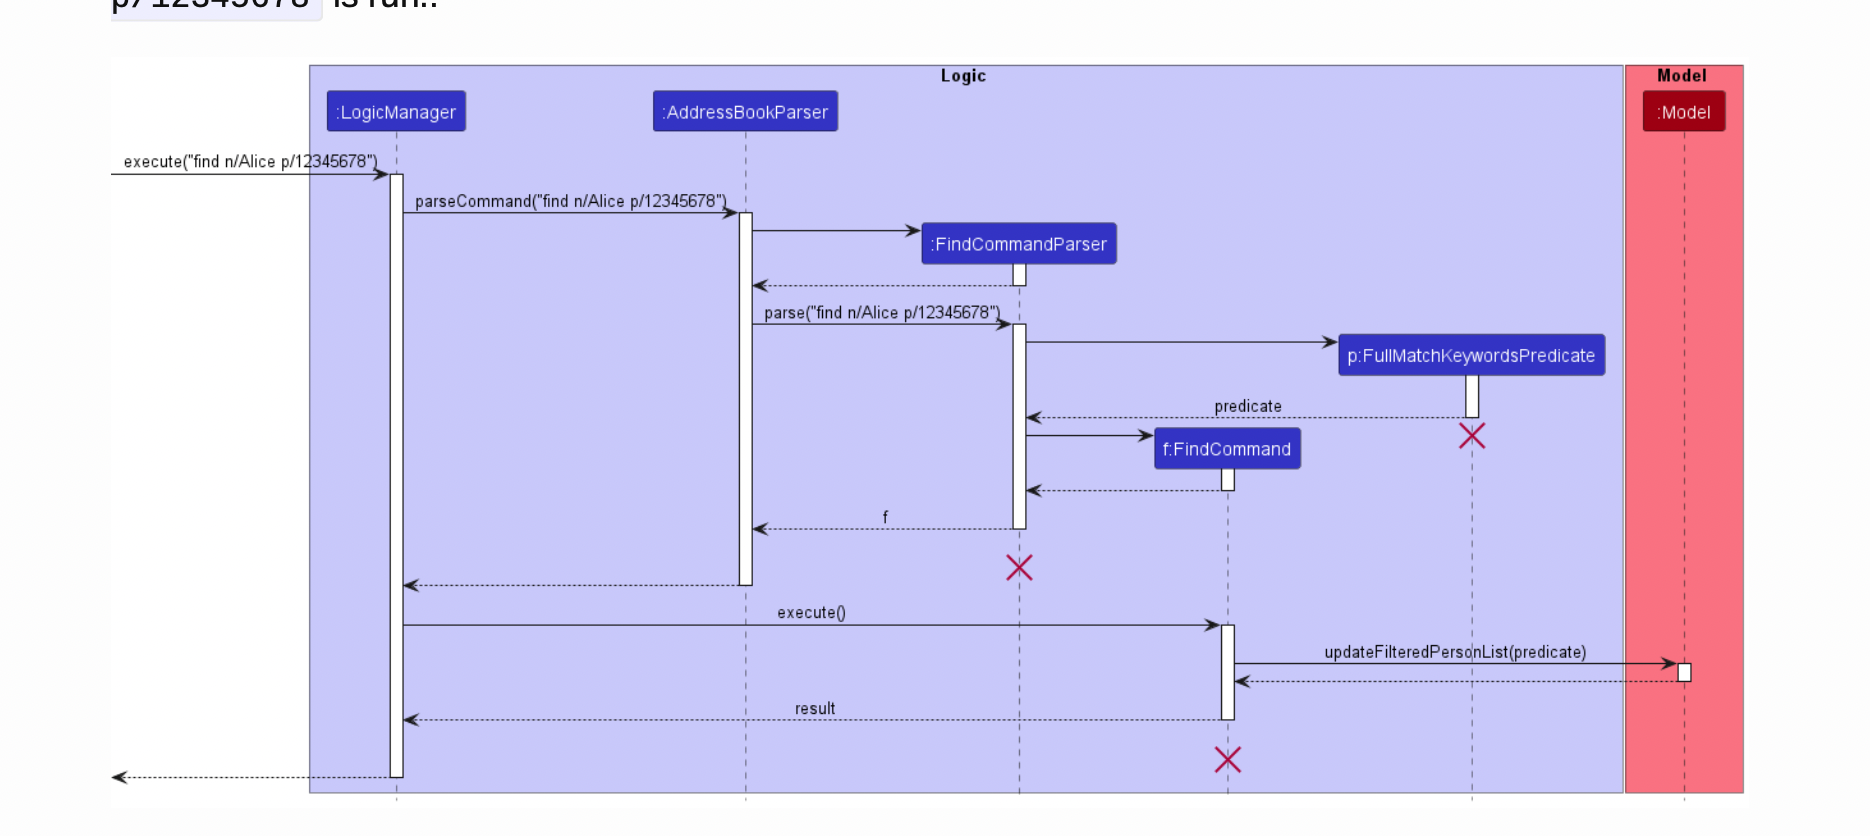 p/12345678 is run..
Logic
Model
:LogicManager
:AddressBookParser
:Model
execute("find n/Alice p/12345678")
parseCommand("find n/Alice p/12345678")
:FindCommandParser
parse("find n/Alice p/12345678")
p:FullMatchKeywordsPredicate
predicate
f:FindCommand
f
execute()
updateFilteredPersonList(predicate)
result